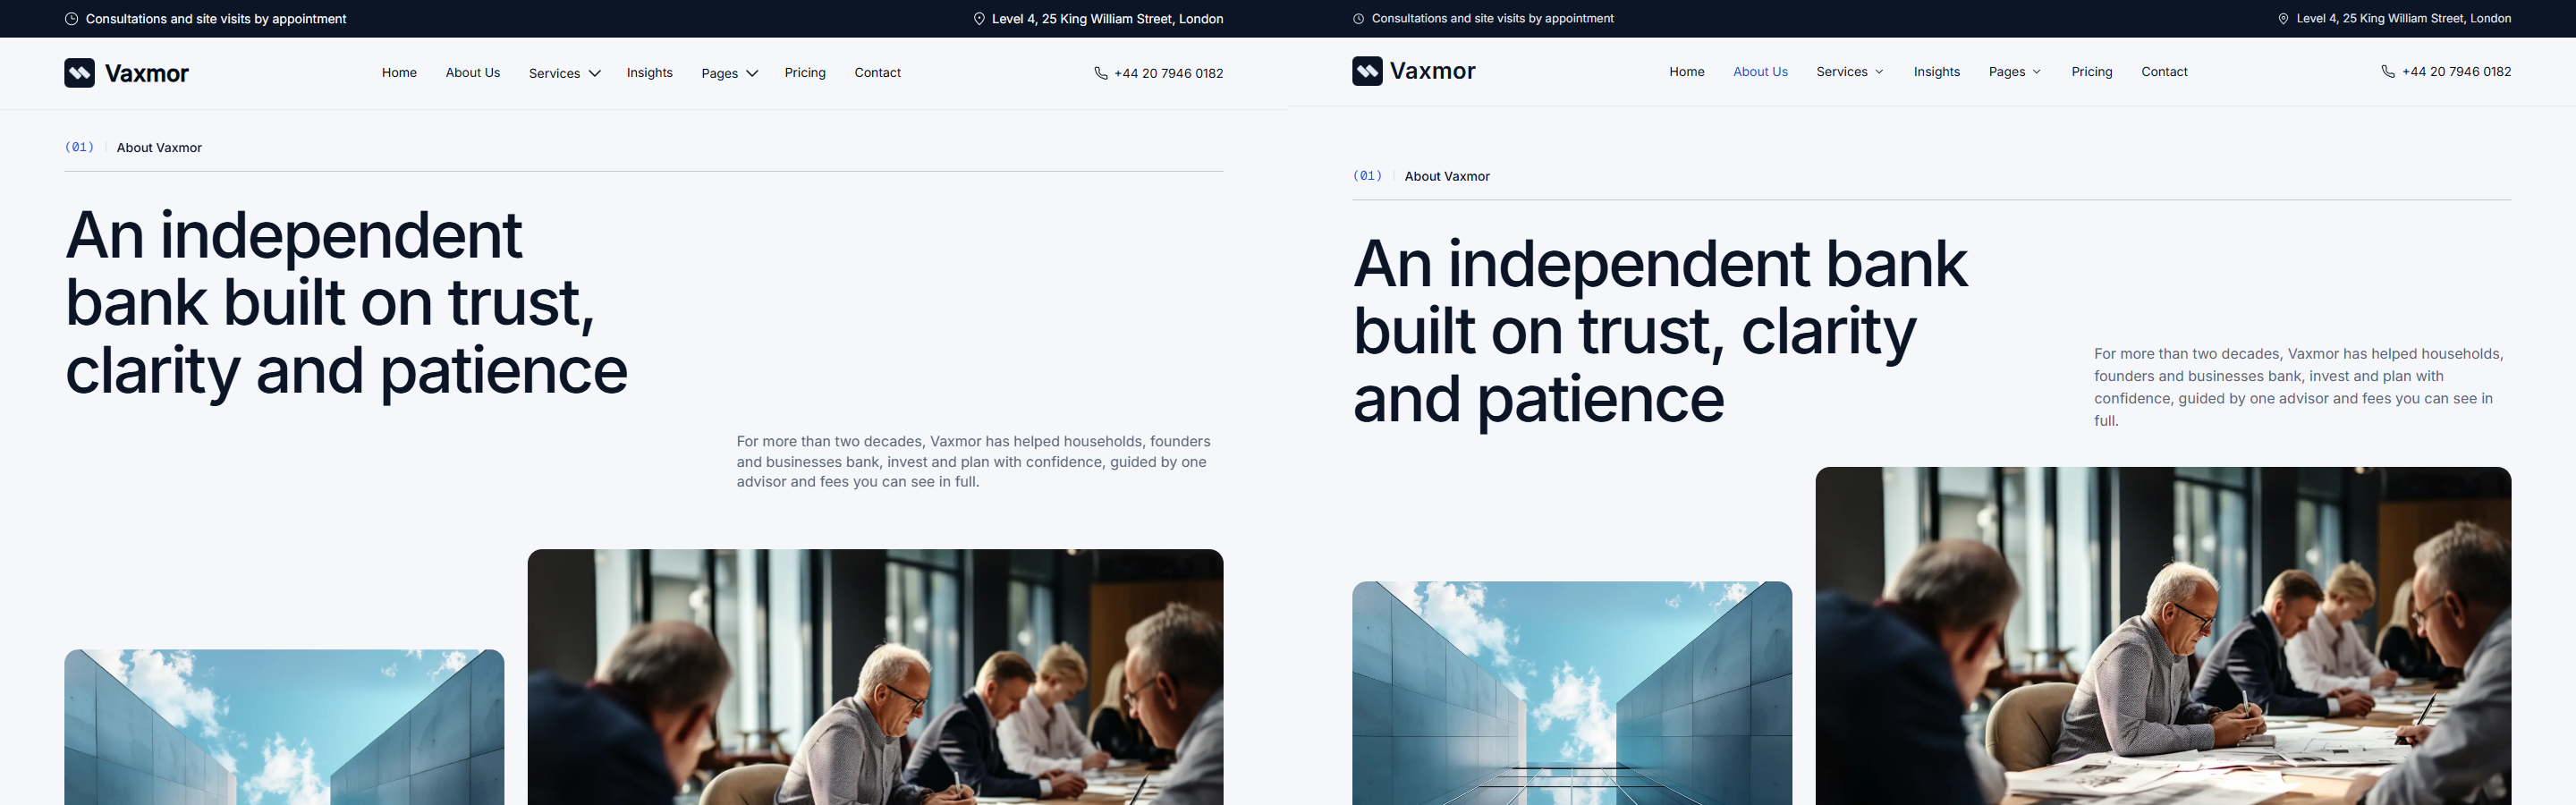 Consultations and site visits by appointment
Level 4, 25 King William Street, London
Vaxmor
Home
About Us
Services
Insights
Pages
Pricing
Contact
+44 20 7946 0182
(01)
About Vaxmor
An independent
bank built on trust,
clarity and patience
For more than two decades, Vaxmor has helped households, founders
and businesses bank, invest and plan with confidence, guided by one
advisor and fees you can see in full.
Consultations and site visits by appointment
Level 4, 25 King William Street, London
Vaxmor
Home
About Us
Services
Insights
Pages
Pricing
Contact
+44 20 7946 0182
(01)
About Vaxmor
An independent bank
built on trust, clarity
and patience
For more than two decades, Vaxmor has helped households,
founders and businesses bank, invest and plan with
confidence, guided by one advisor and fees you can see in
full.